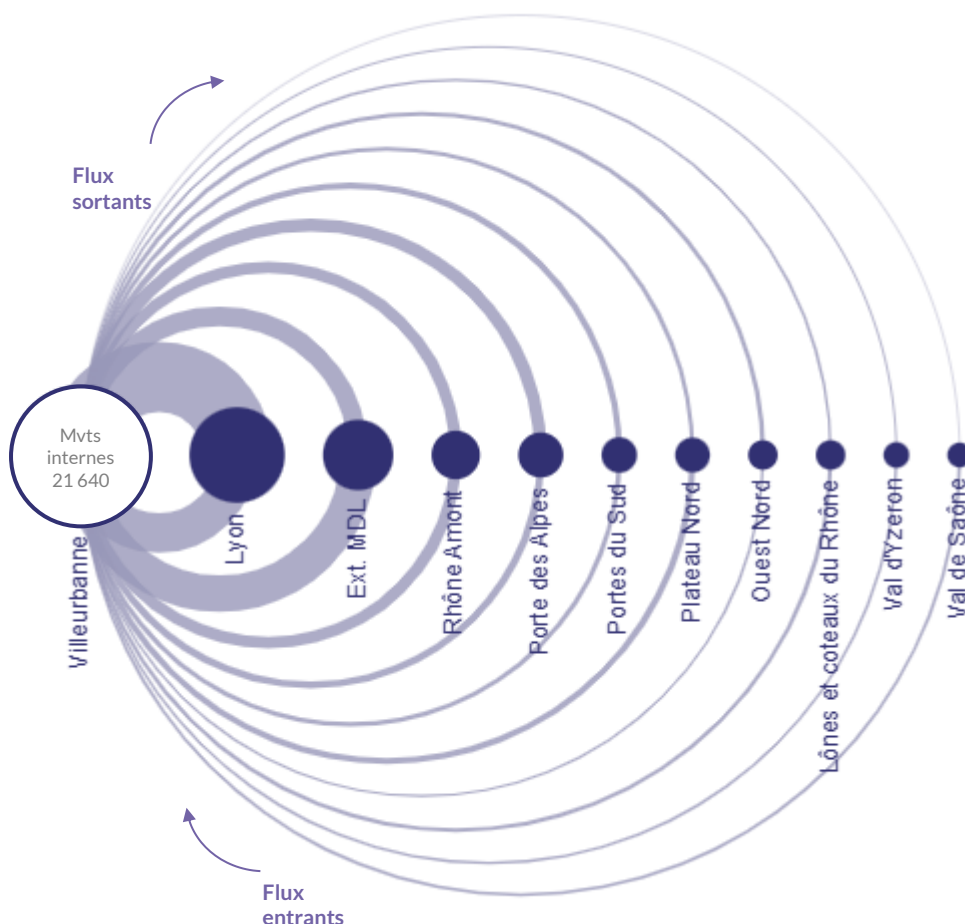 Flux
sortants
Mvts
internes
21 640
Villeurbanne
Lyon
Ext. MDL
Rhône Amont
Porte des Alpes
Portes du Sud
Plateau Nord
Ouest Nord
Lônes et coteaux du Rhône
Val d'Yzeron
Val de Saône
Flux
entrants